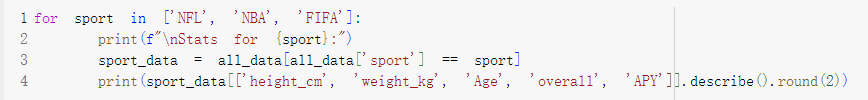 1 for sport in ['NFL', 'NBA', 'FIFA']:
2     print(f"\nStats for {sport}:")
3     sport_data = all_data[all_data['sport'] == sport]
4     print(sport_data[['height_cm', 'weight_kg', 'Age', 'overall', 'APY']].describe().round(2))